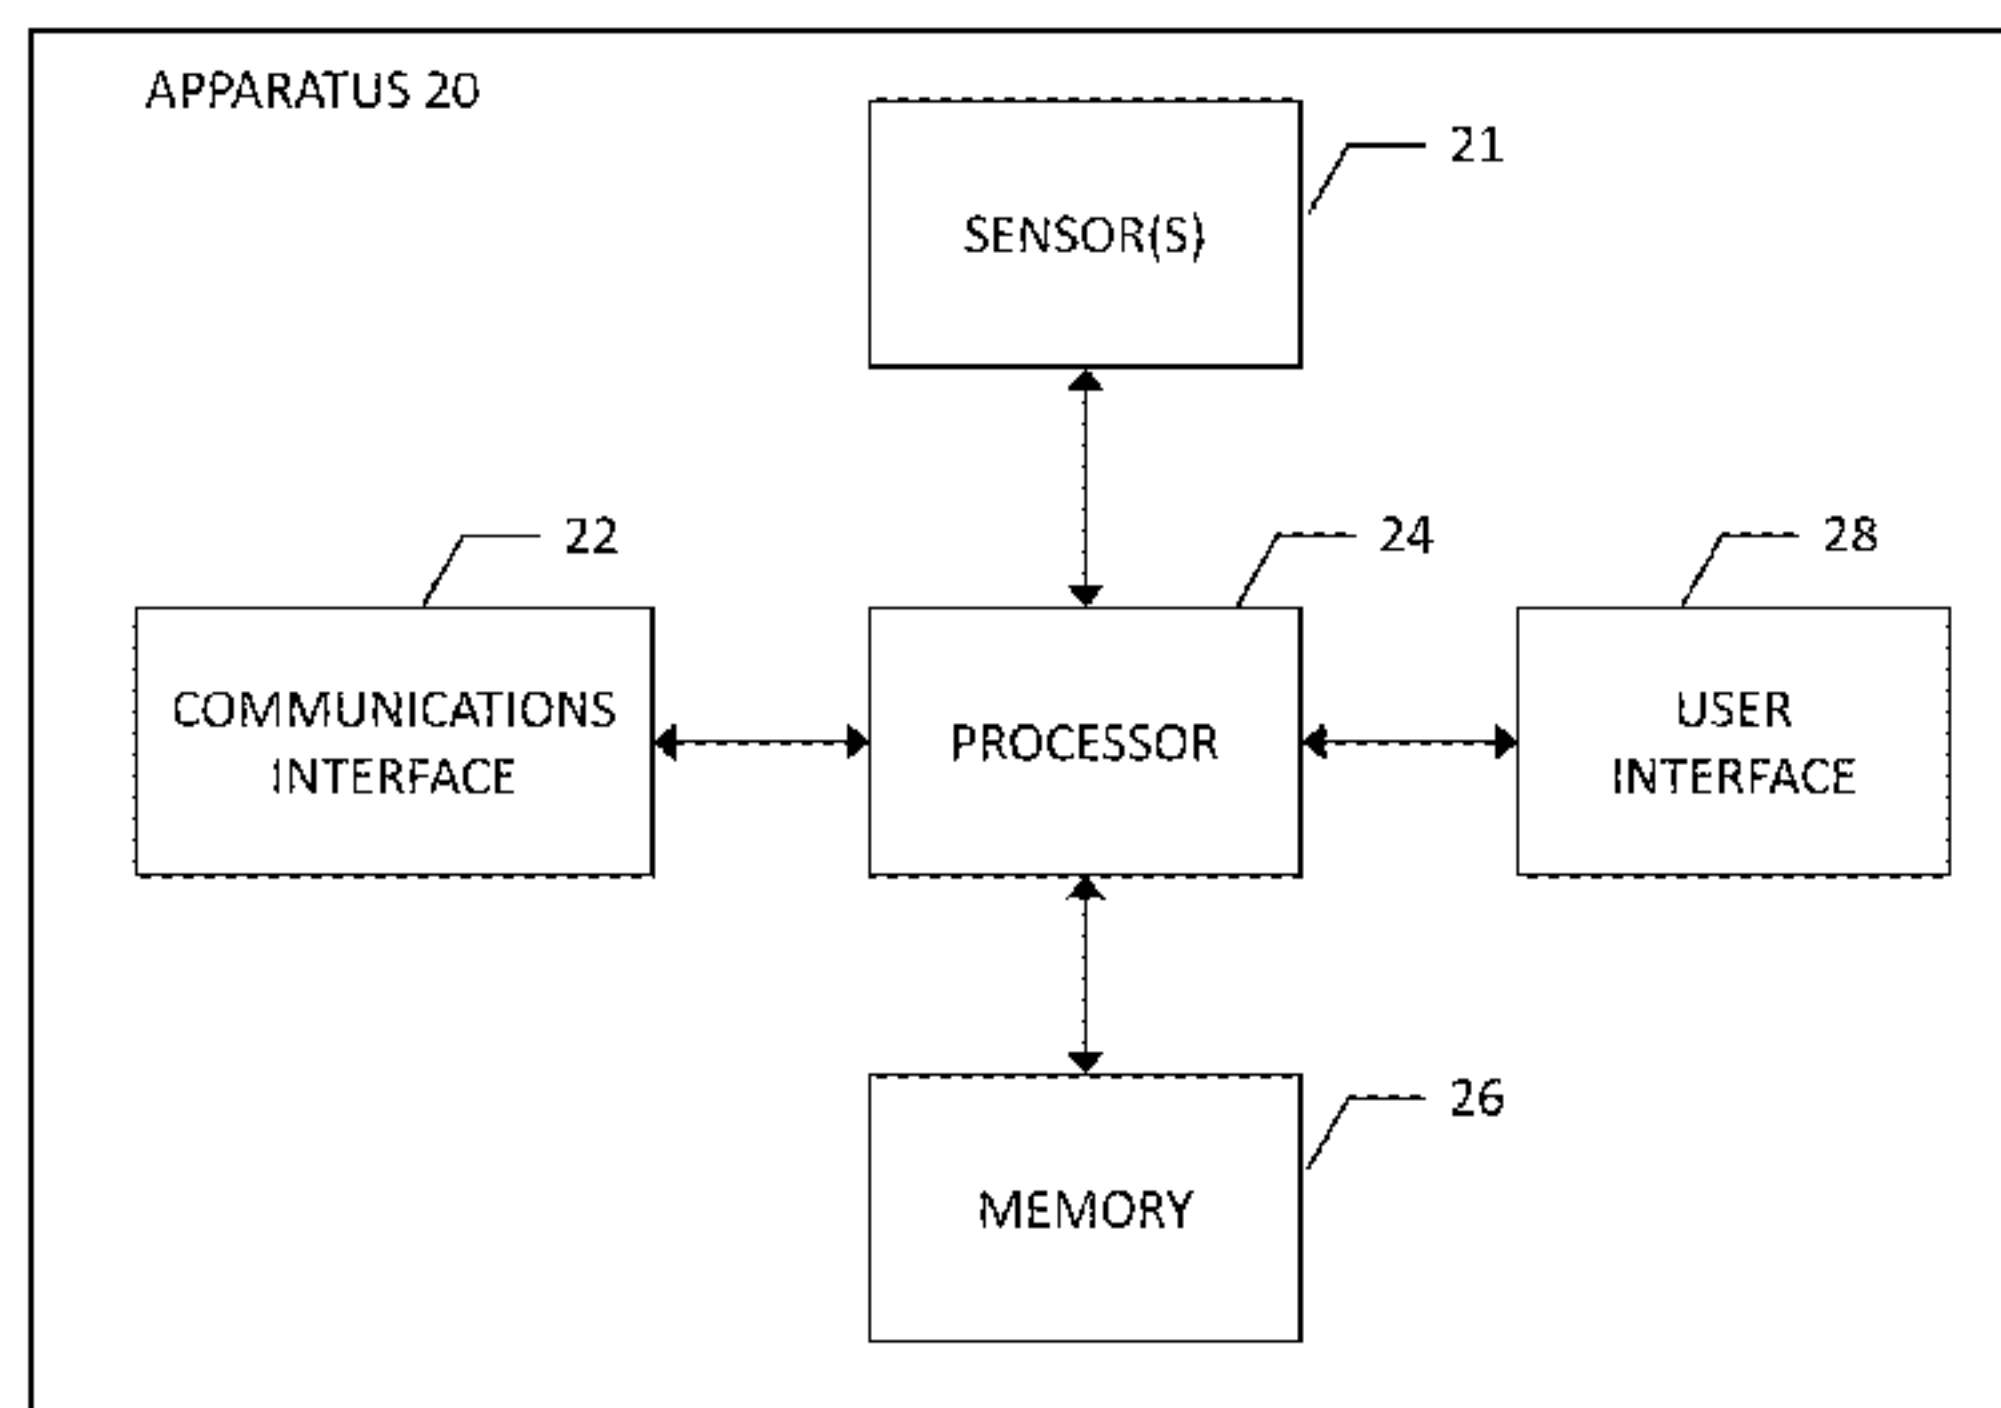 APPARATUS 20
21
SENSOR(S)
22
24
28
COMMUNICATIONS
INTERFACE
PROCESSOR
USER
INTERFACE
26
MEMORY